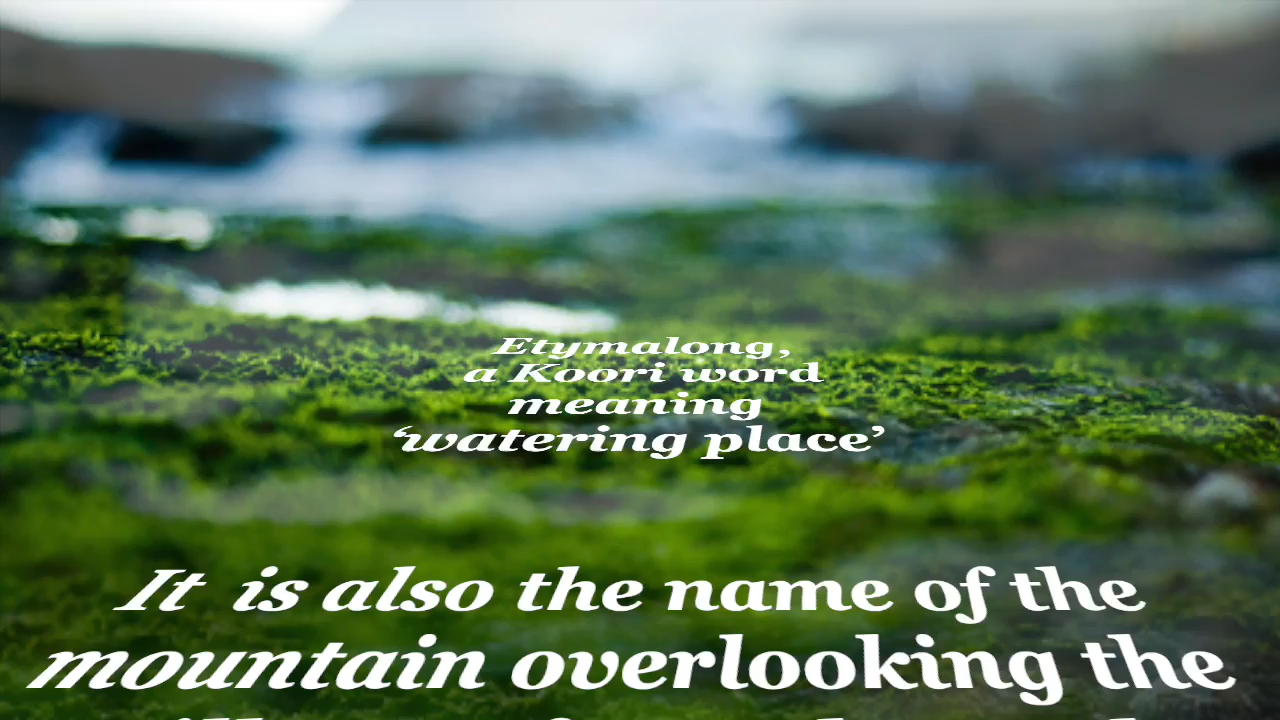 Etymalong,
a Koori word
meaning
‘watering place’
It is also the name of the
mountain overlooking the